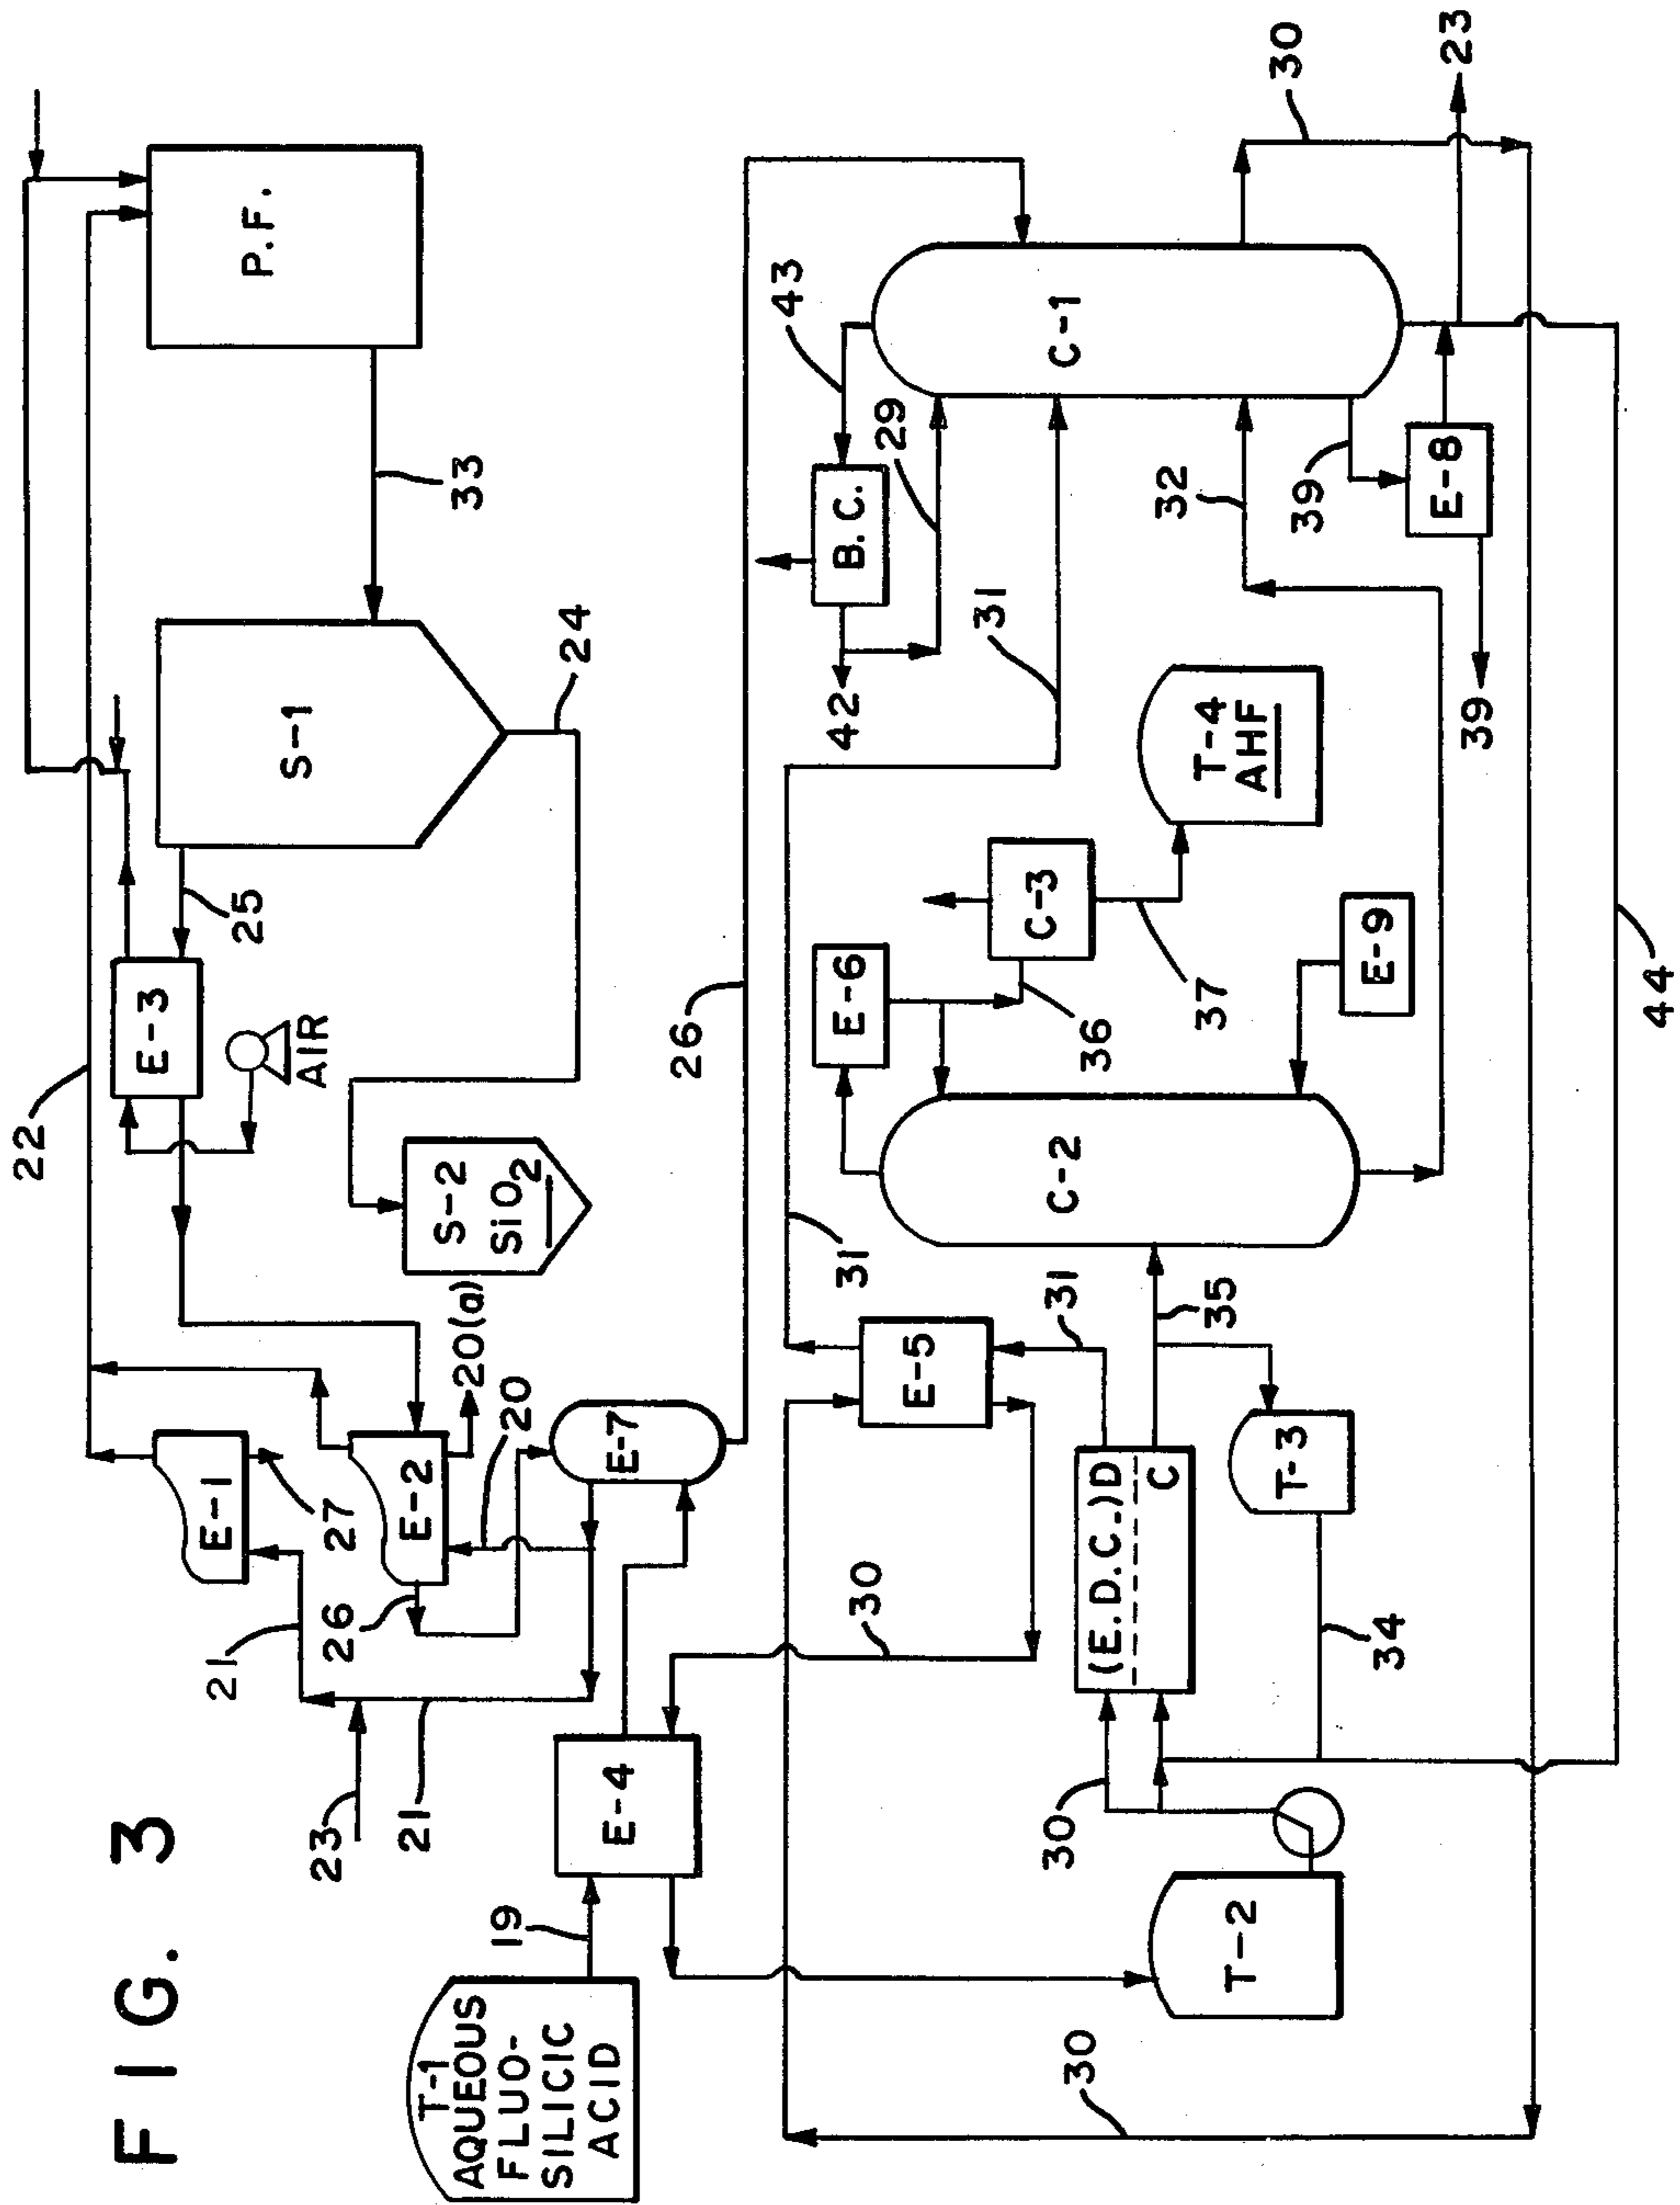 FIG. 3
22
E-1
27
21
26
E-2
20(a)
20
23
21
E-3
AIR
25
S-1
24
S-2
SiO2
33
P.F.
T-1
AQUEOUS
FLUO-
SILICIC
ACID
19
E-4
E-7
26
30
30
T-2
30
(E.D.C.)D
C
34
T-3
E-5
31
31
35
C-2
E-6
36
C-3
37
E-9
T-4
AHF
31
42
B.C.
29
43
32
39
E-8
39
C-1
30
23
44